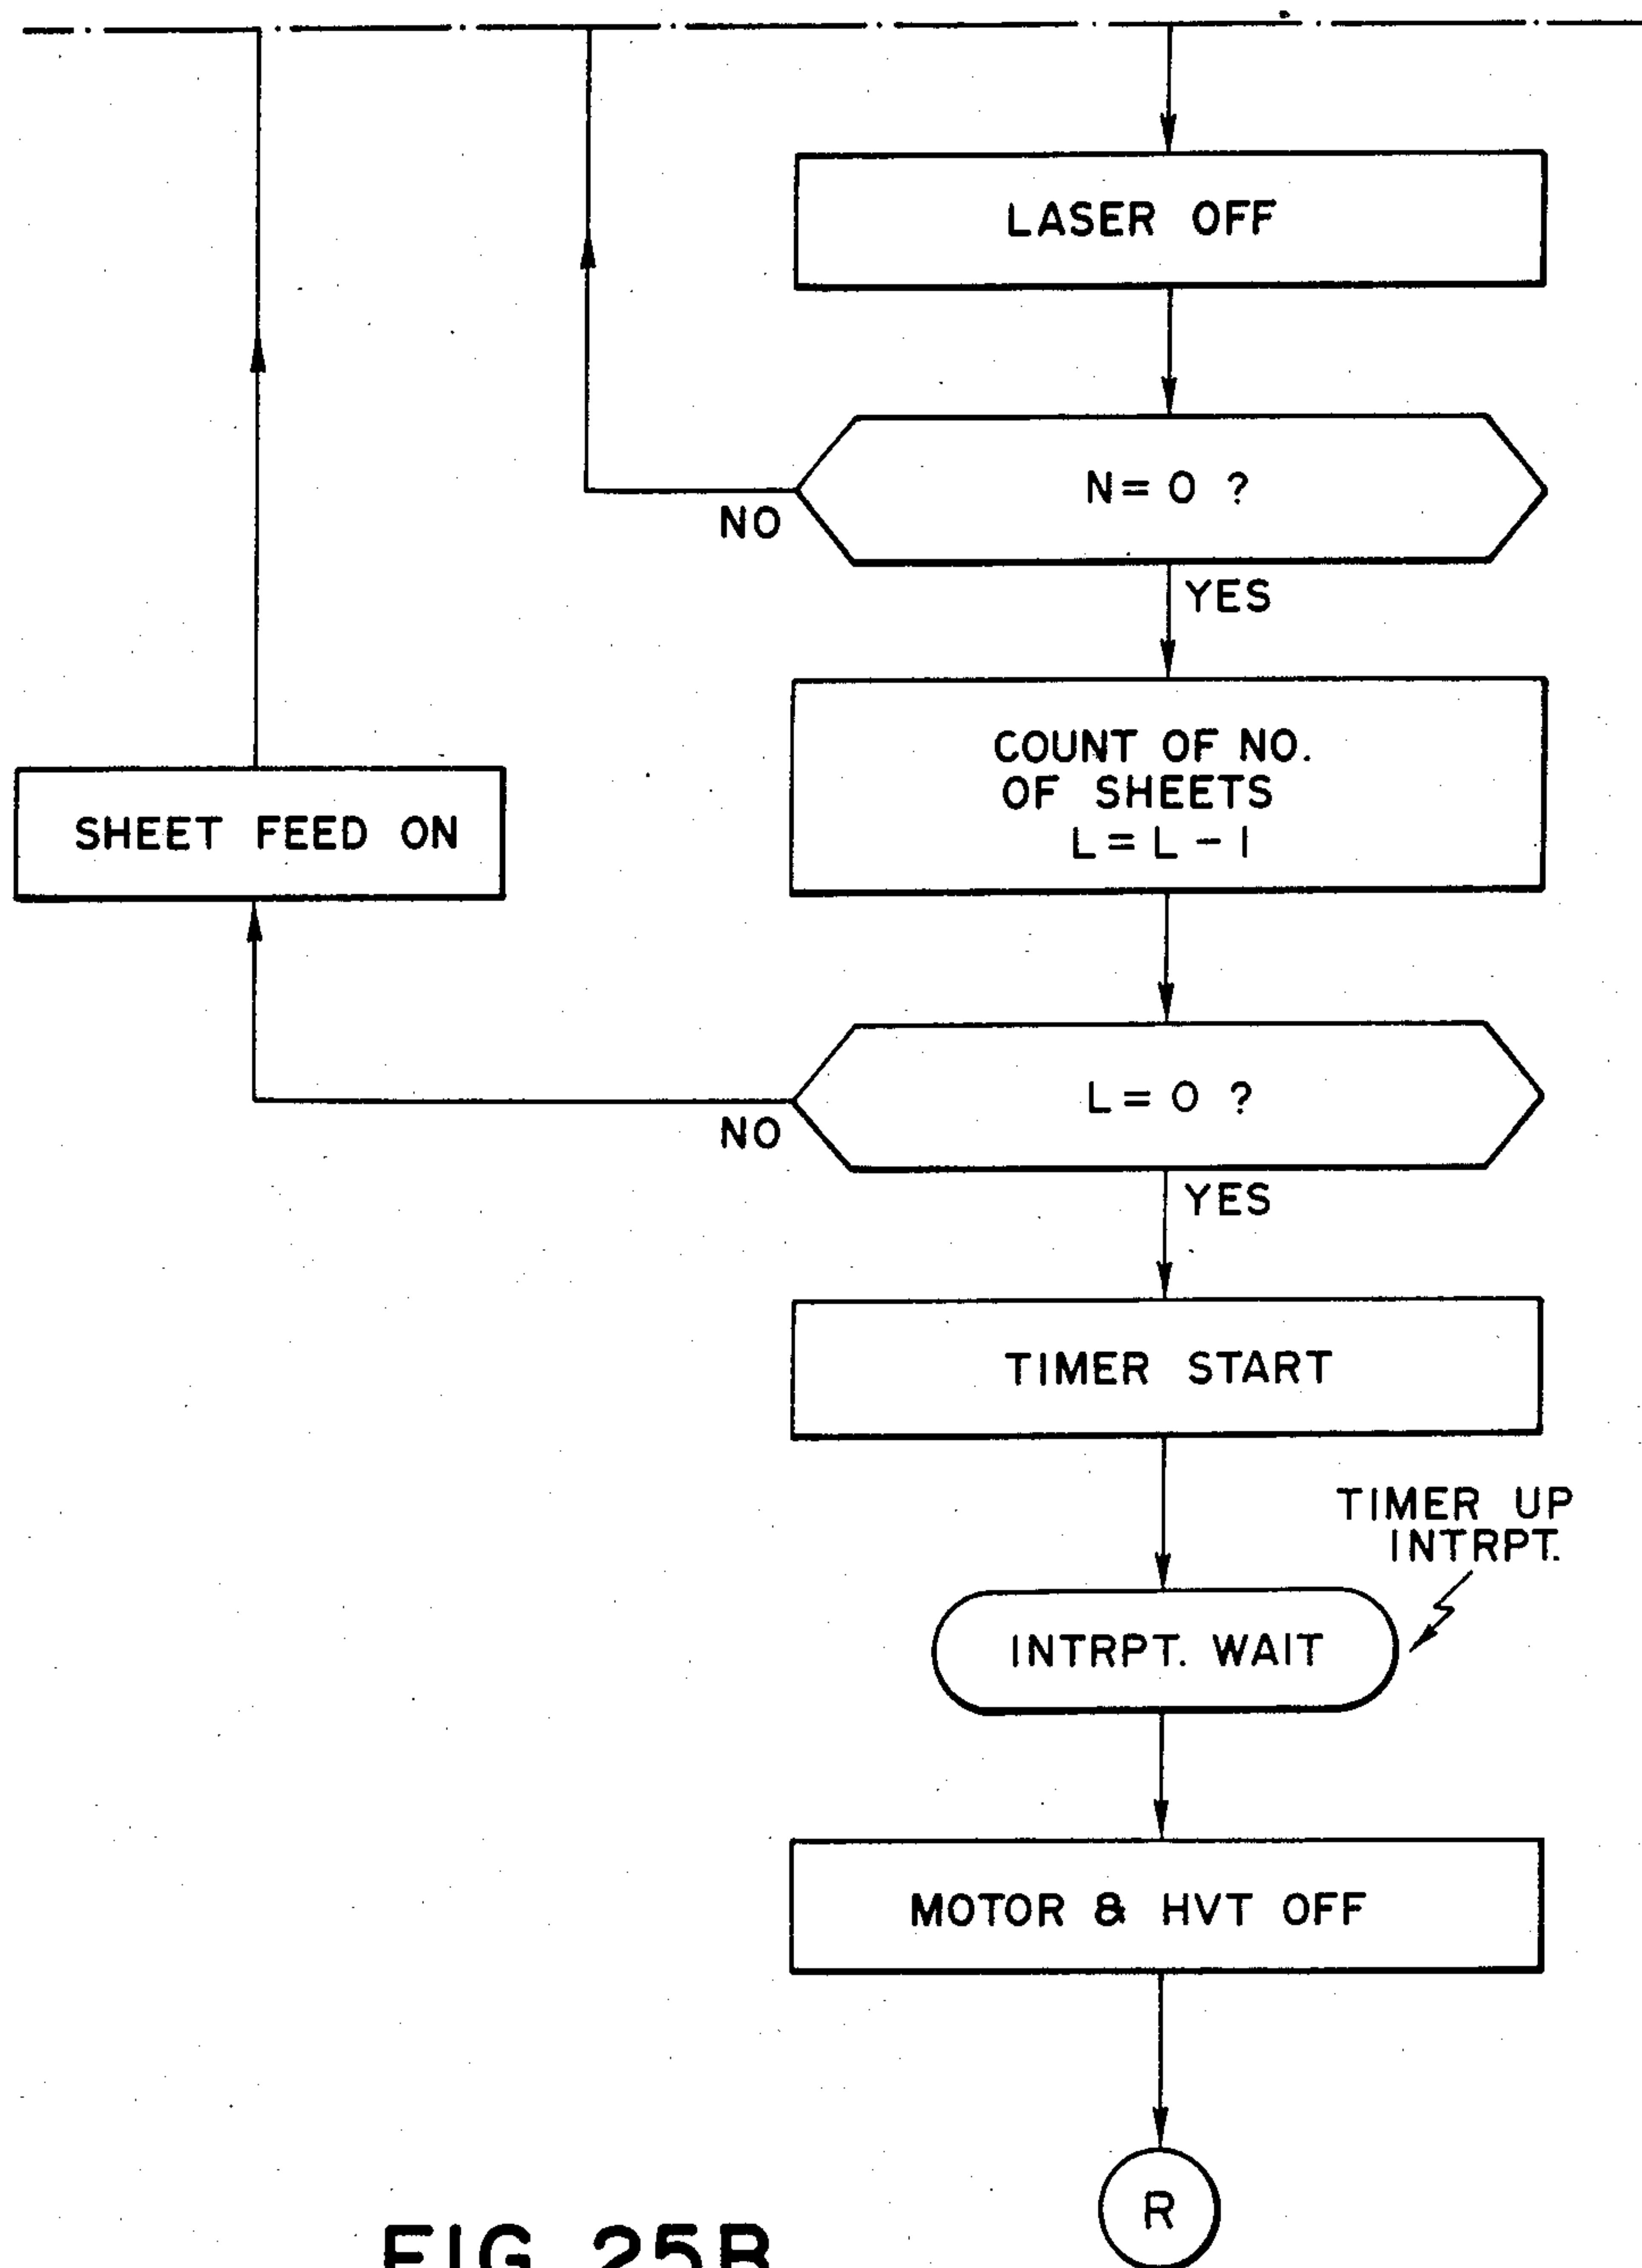 LASER OFF
N=0 ?
NO
YES
COUNT OF NO.
OF SHEETS
L=L-1
SHEET FEED ON
L=0 ?
NO
YES
TIMER START
TIMER UP
INTRPT.
INTRPT. WAIT
MOTOR & HVT OFF
R
FIG. 25B